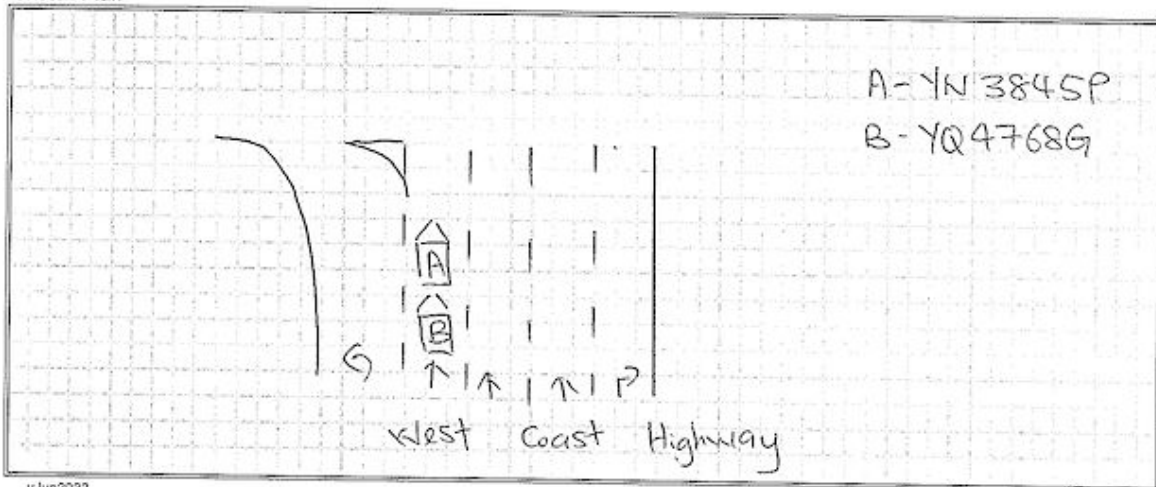 A - YN3845P
B - YQ4768G
A
B
West Coast Highway